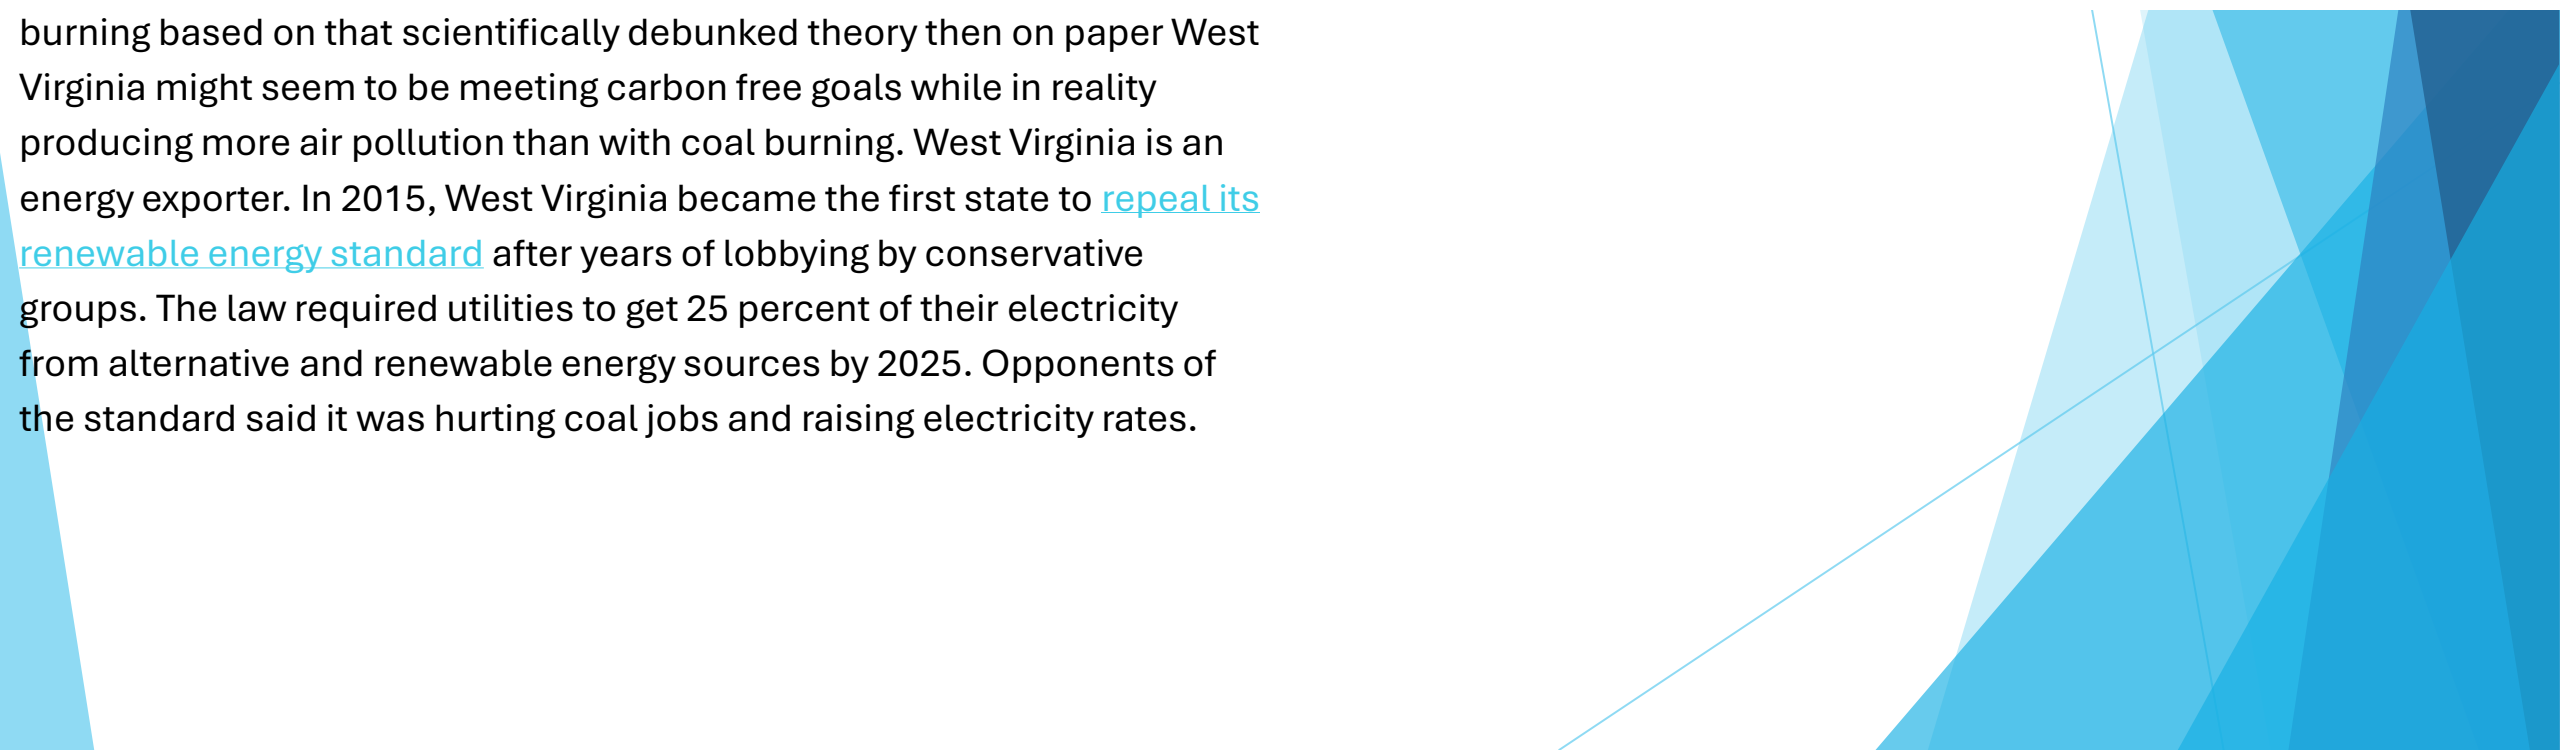 burning based on that scientifically debunked theory then on paper West
Virginia might seem to be meeting carbon free goals while in reality
producing more air pollution than with coal burning. West Virginia is an
energy exporter. In 2015, West Virginia became the first state to repeal its
renewable energy standard after years of lobbying by conservative
groups. The law required utilities to get 25 percent of their electricity
from alternative and renewable energy sources by 2025. Opponents of
the standard said it was hurting coal jobs and raising electricity rates.